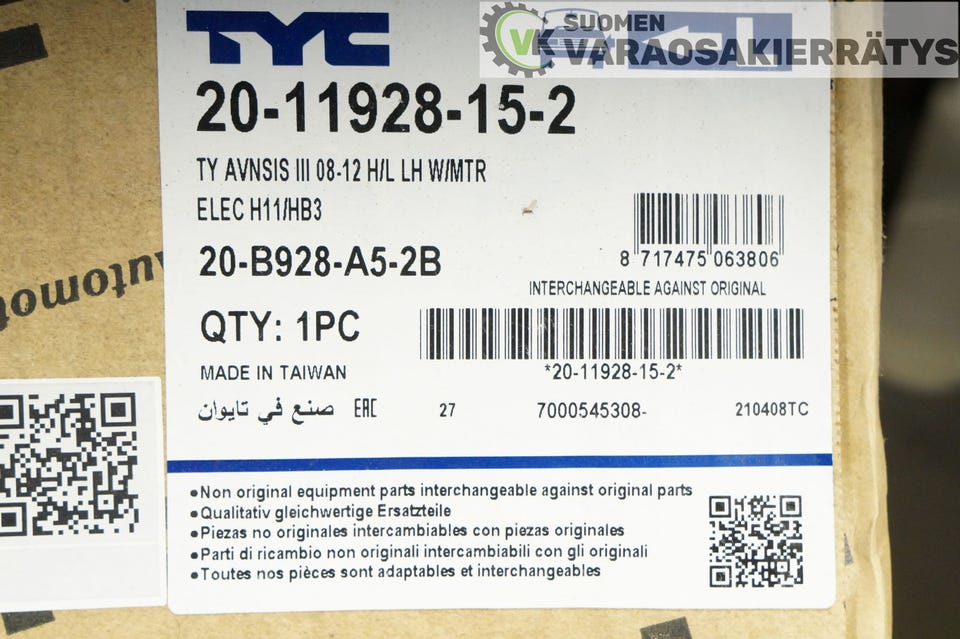 TYC
SUOMEN
VK VARAOSAKIERRÄTYS
20-11928-15-2
TY AVNSIS III 08-12 H/L LH W/MTR
ELEC H11/HB3
20-B928-A5-2B
8 717475 063806
INTERCHANGEABLE AGAINST ORIGINAL
QTY: 1PC
*20-11928-15-2*
MADE IN TAIWAN
صنع في تايوان EAC 27 7000545308- 210408TC
•Non original equipment parts interchangeable against original parts
•Qualitativ gleichwertige Ersatzteile
•Piezas no originales intercambiables con piezas originales
•Parti di ricambio non originali intercambiabili con gli originali
•Toutes nos pièces sont adaptables et interchangeables